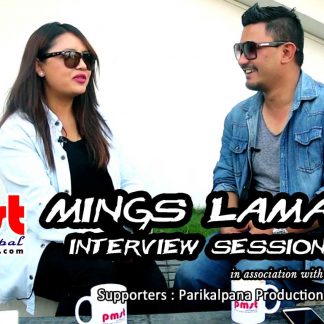 MINGS LAMA
INTERVIEW SESSION
in association with
Supporters : Parikalpana Production
pmst
pmst